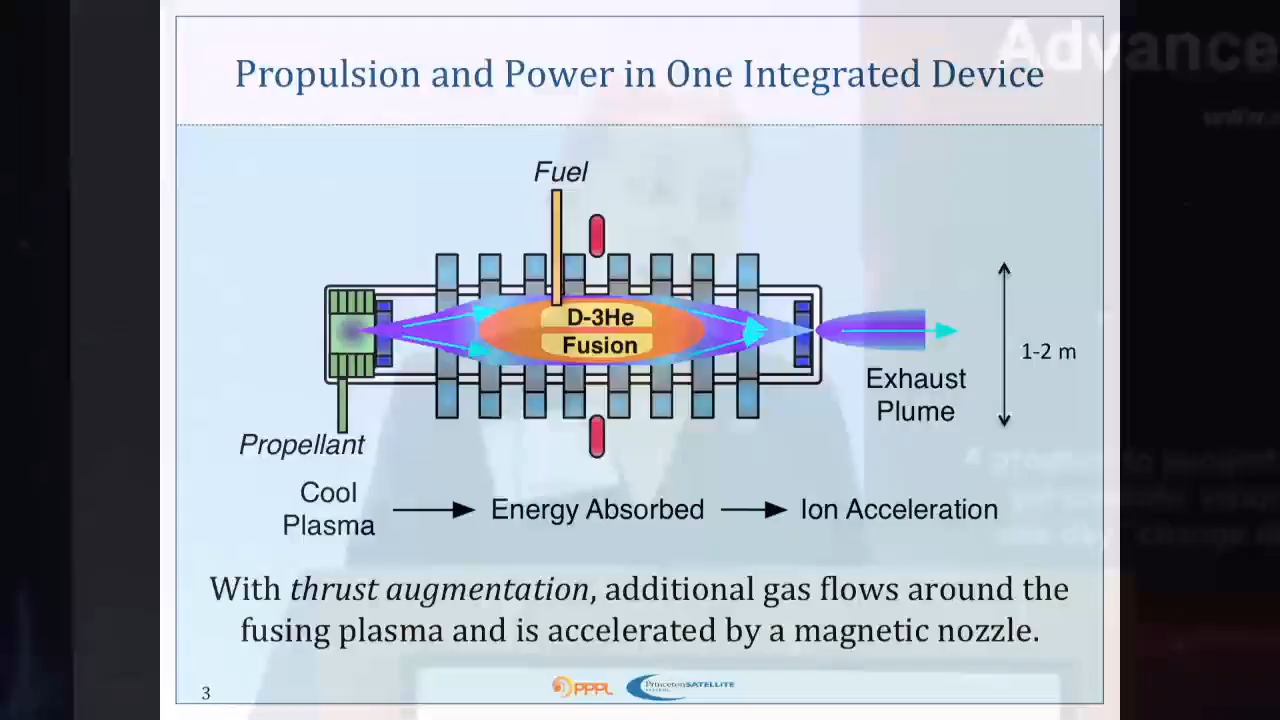 Advance
Propulsion and Power in One Integrated Device
Fuel
D-3He
Fusion
1-2 m
Exhaust
Plume
Propellant
Cool
Plasma
Energy Absorbed
Ion Acceleration
With thrust augmentation, additional gas flows around the
fusing plasma and is accelerated by a magnetic nozzle.
3
PPPL
PrincetonSATELLITE